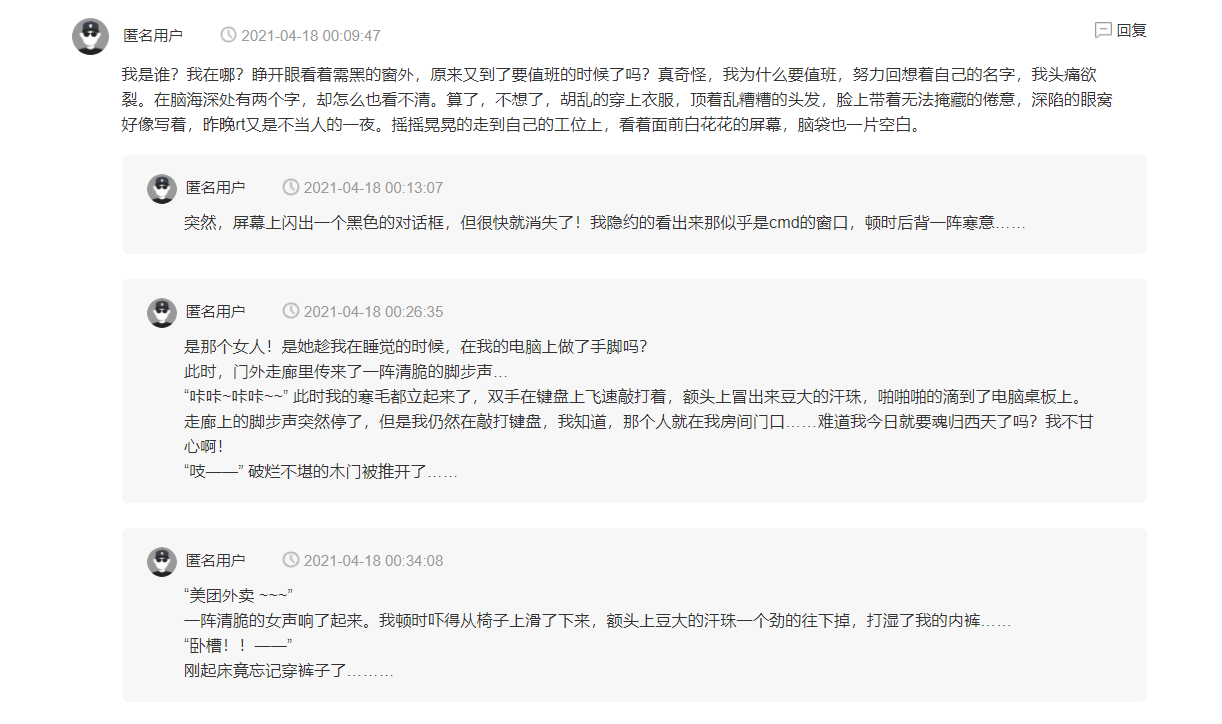 匿名用户 2021-04-18 00:09:47 回复
我是谁？我在哪？睁开眼看着需黑的窗外，原来又到了要值班的时候了吗？真奇怪，我为什么要值班，努力回想着自己的名字，我头痛欲
裂。在脑海深处有两个字，却怎么也看不清。算了，不想了，胡乱的穿上衣服，顶着乱糟糟的头发，脸上带着无法掩藏的倦意，深陷的眼窝
好像写着，昨晚rt又是不当人的一夜。摇摇晃晃的走到自己的工位上，看着面前白花花的屏幕，脑袋也一片空白。
匿名用户 2021-04-18 00:13:07
突然，屏幕上闪出一个黑色的对话框，但很快就消失了！我隐约的看出来那似乎是cmd的窗口，顿时后背一阵寒意……
匿名用户 2021-04-18 00:26:35
是那个女人！是她趁我在睡觉的时候，在我的电脑上做了手脚吗？
此时，门外走廊里传来了一阵清脆的脚步声…
“咔咔~咔咔~~” 此时我的寒毛都立起来了，双手在键盘上飞速敲打着，额头上冒出来豆大的汗珠，啪啪啪的滴到了电脑桌板上。
走廊上的脚步声突然停了，但是我仍然在敲打键盘，我知道，那个人就在我房间门口……难道我今日就要魂归西天了吗？我不甘
心啊！
“吱——” 破烂不堪的木门被推开了……
匿名用户 2021-04-18 00:34:08
“美团外卖 ~~~”
一阵清脆的女声响了起来。我顿时吓得从椅子上滑了下来，额头上豆大的汗珠一个劲的往下掉，打湿了我的内裤……
“卧槽！！——”
刚起床竟忘记穿裤子了………